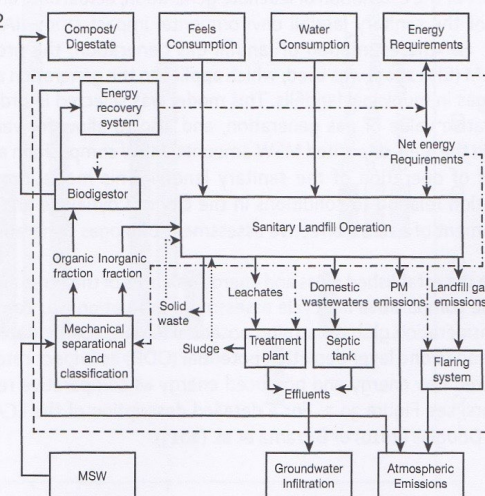 2
Compost/
Digestate
Feels
Consumption
Water
Consumption
Energy
Requirements
Energy
recovery
system
Net energy
Requirements
Biodigestor
Sanitary Landfill Operation
Organic
fraction
Inorganic
fraction
Solid
waste
Sludge
Leachates
Domestic
wastewaters
PM
emissions
Landfill ga
emissions
Mechanical
separational
and
classification
Treatment
plant
Septic
tank
Flaring
system
Effluents
MSW
Groundwater
Infiltration
Atmospheric
Emissions